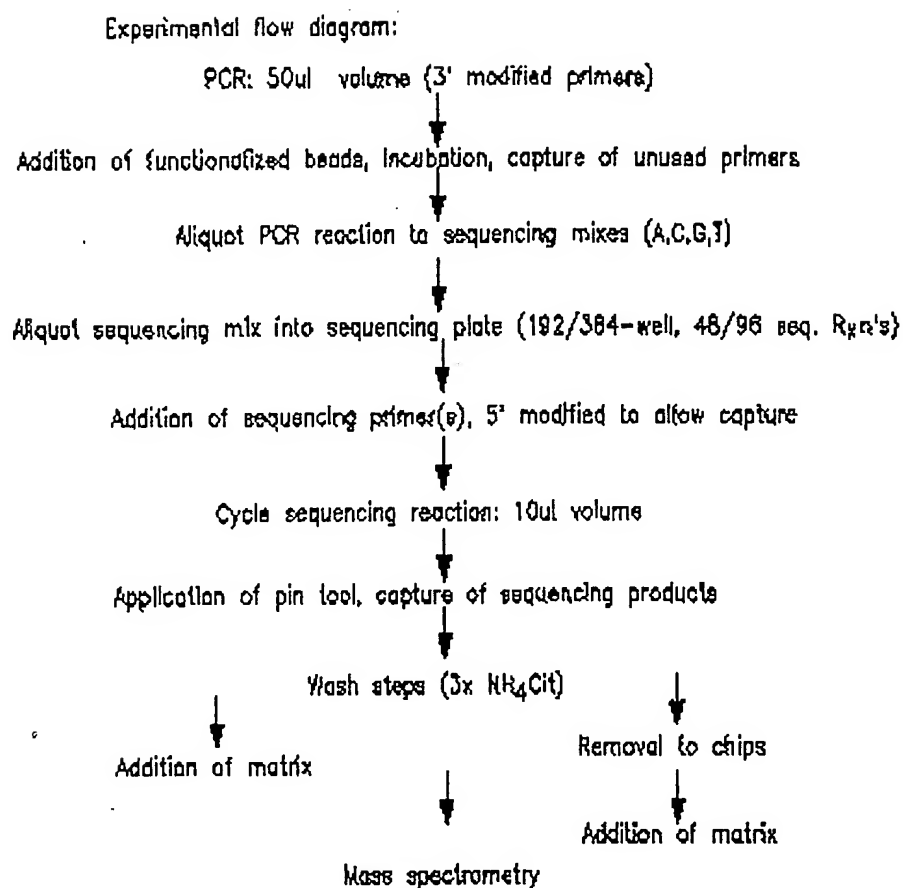 Experimental flow diagram:
PCR: 50ul volume (3' modified primers)
Addition of functionalized beads, incubation, capture of unused primers
Aliquot PCR reaction to sequencing mixes (A,C,G,T)
Aliquot sequencing mix into sequencing plate (192/384-well, 48/96 seq. Rxn's)
Addition of sequencing primer(s), 5' modified to allow capture
Cycle sequencing reaction: 10ul volume
Application of pin tool, capture of sequencing products
Wash steps (3x NH4Cit)
Removal to chips
Addition of matrix
Addition of matrix
Mass spectrometry